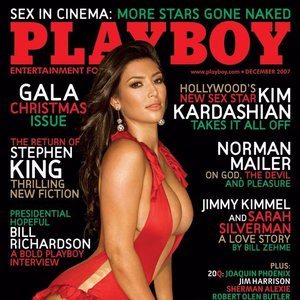 SEX IN CINEMA: MORE STARS GONE NAKED
PLAYBOY
ENTERTAINMENT FO
www.playboy.com • DECEMBER 2007
GALA
CHRISTMAS
ISSUE
THE RETURN OF
STEPHEN
KING
THRILLING
NEW FICTION
PRESIDENTIAL
HOPEFUL
BILL
RICHARDSON
A BOLD PLAYBOY
INTERVIEW
HOLLYWOOD'S
NEW SEX STAR KIM
KARDASHIAN
TAKES IT ALL OFF
NORMAN
MAILER
ON GOD, THE DEVIL
AND PLEASURE
JIMMY KIMMEL
AND SARAH
SILVERMAN
A LOVE STORY
BY BILL ZEHME
PLUS:
20Q: JOAQUIN PHOENIX
JIM HARRISON
SHERMAN ALEXIE
ROBERT OLEN BUTLER